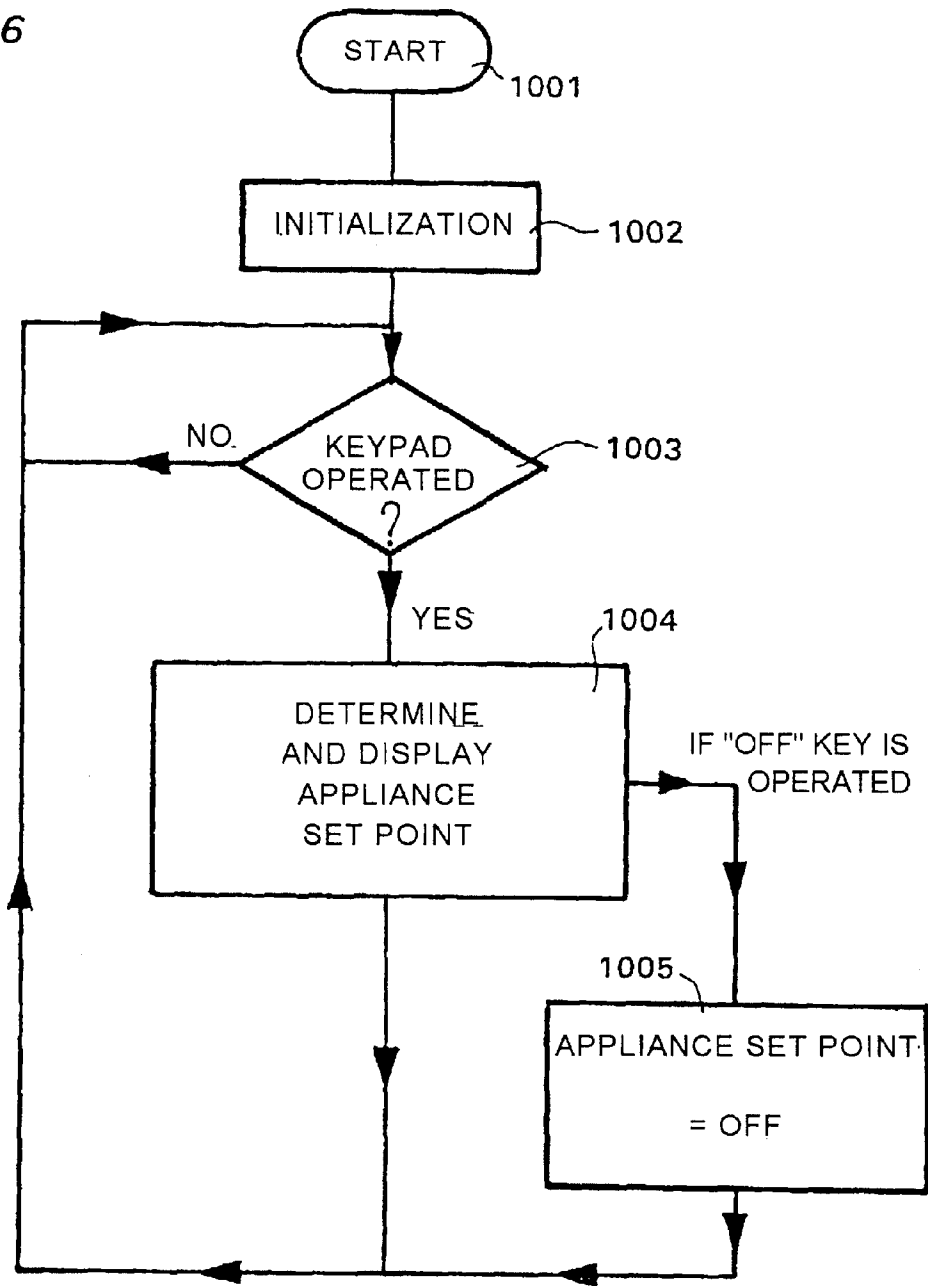 6
START
1001
INITIALIZATION
1002
NO.
KEYPAD
OPERATED
?
1003
YES
1004
DETERMINE
AND DISPLAY
APPLIANCE
SET POINT
IF "OFF" KEY IS
OPERATED
1005
APPLIANCE SET POINT
= OFF